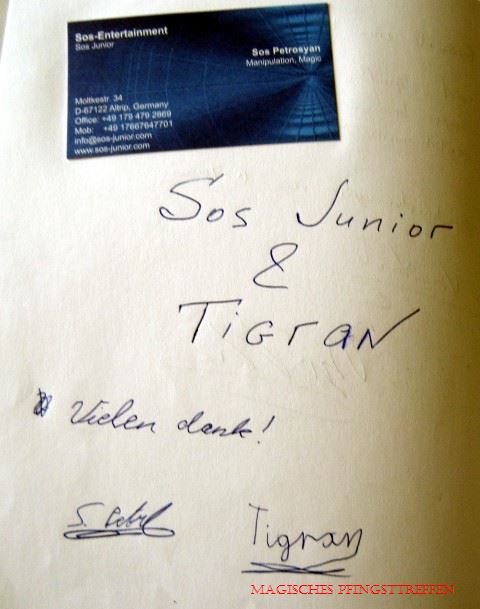 Sos-Entertainment
Sos Junior
Sos Petrosyan
Manipulation, Magic
Moltkestr. 34
D-67122 Altrip, Germany
Office: +49 179 479 2869
Mob: +49 17667647701
info@sos-junior.com
www.sos-junior.com
Sos Junior
&
Tigran
Vielen dank!
S.
Tigran
MAGISCHES PFINGSTTREFFEN